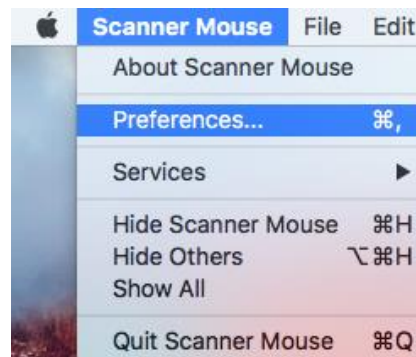 Scanner Mouse File Edit
About Scanner Mouse
Preferences... ⌘,
Services ▶
Hide Scanner Mouse ⌘H
Hide Others ⌥⌘H
Show All
Quit Scanner Mouse ⌘Q